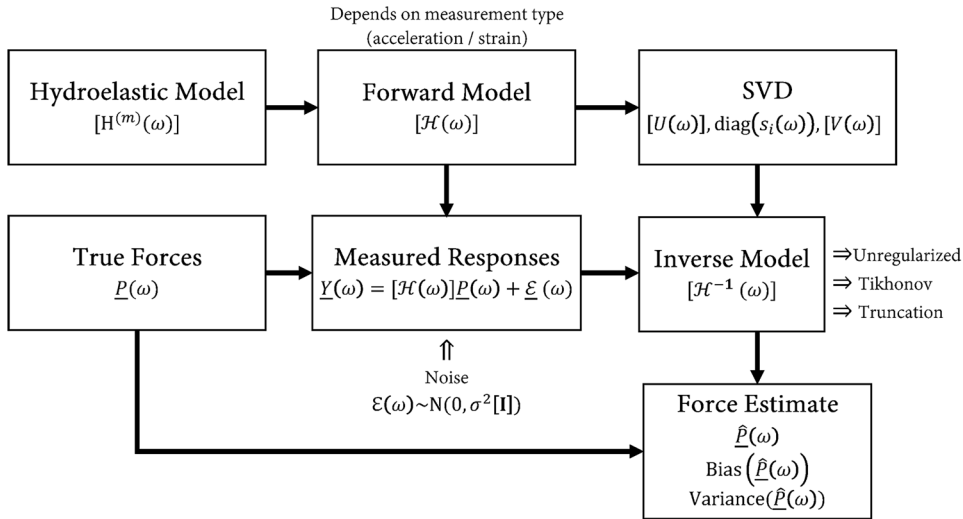 Depends on measurement type
(acceleration / strain)
Hydroelastic Model
[H⁽ᵐ⁾(ω)]
Forward Model
[ℋ(ω)]
SVD
[U(ω)], diag(sᵢ(ω)), [V(ω)]
True Forces
P(ω)
Measured Responses
Y(ω) = [ℋ(ω)]P(ω) + ℰ (ω)
Inverse Model
[ℋ⁻¹ (ω)]
⇒Unregularized
⇒ Tikhonov
⇒ Truncation
⇑
Noise
ℰ(ω)~N(0, σ²[I])
Force Estimate
P̂(ω)
Bias(P̂(ω))
Variance(P̂(ω))